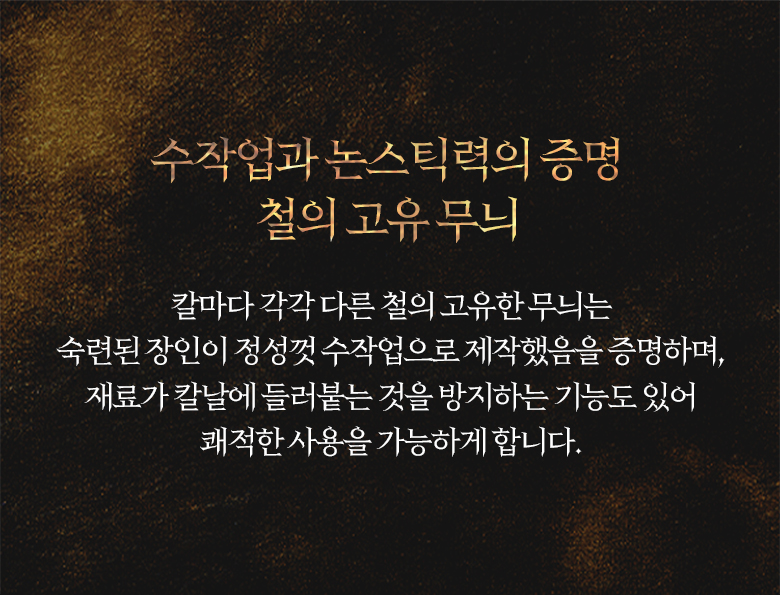 수작업과 논스틱력의 증명
철의 고유 무늬
칼마다 각각 다른 철의 고유한 무늬는
숙련된 장인이 정성껏 수작업으로 제작했음을 증명하며,
재료가 칼날에 들러붙는 것을 방지하는 기능도 있어
쾌적한 사용을 가능하게 합니다.